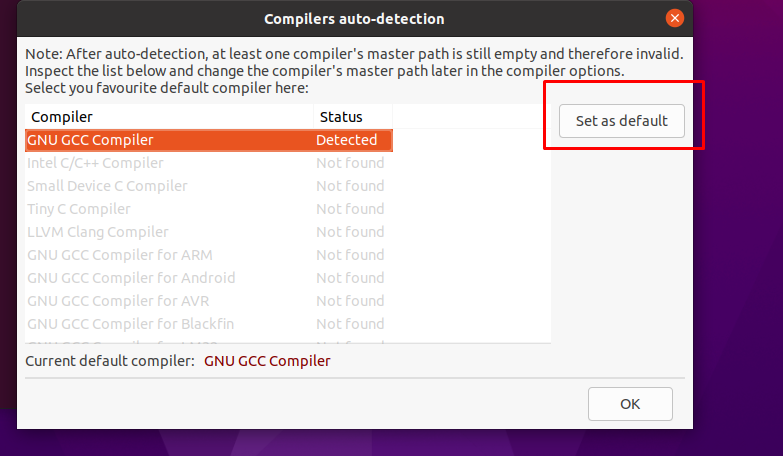 Compilers auto-detection
Note: After auto-detection, at least one compiler's master path is still empty and therefore invalid.
Inspect the list below and change the compiler's master path later in the compiler options.
Select you favourite default compiler here:
Compiler Status
Set as default
GNU GCC Compiler Detected
Intel C/C++ Compiler Not found
Small Device C Compiler Not found
Tiny C Compiler Not found
LLVM Clang Compiler Not found
GNU GCC Compiler for ARM Not found
GNU GCC Compiler for Android Not found
GNU GCC Compiler for AVR Not found
GNU GCC Compiler for Blackfin Not found
Current default compiler: GNU GCC Compiler
OK